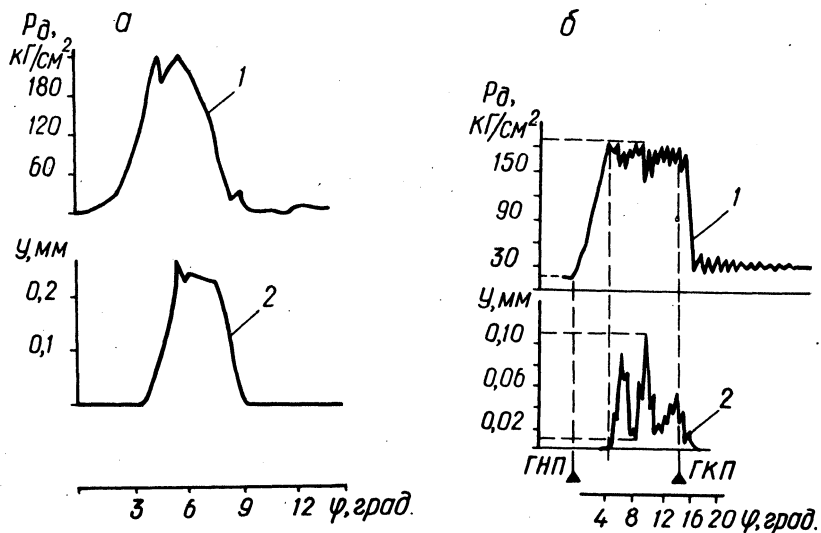 а
Pд,
кГ/см²
180
120
60
1
У, мм
0,2
0,1
2
3 6 9 12 φ, град.
б
Pд,
кГ/см²
150
90
30
1
У, мм
0,10
0,06
0,02
2
ГНП ГКП
4 8 12 16 20 φ, град.